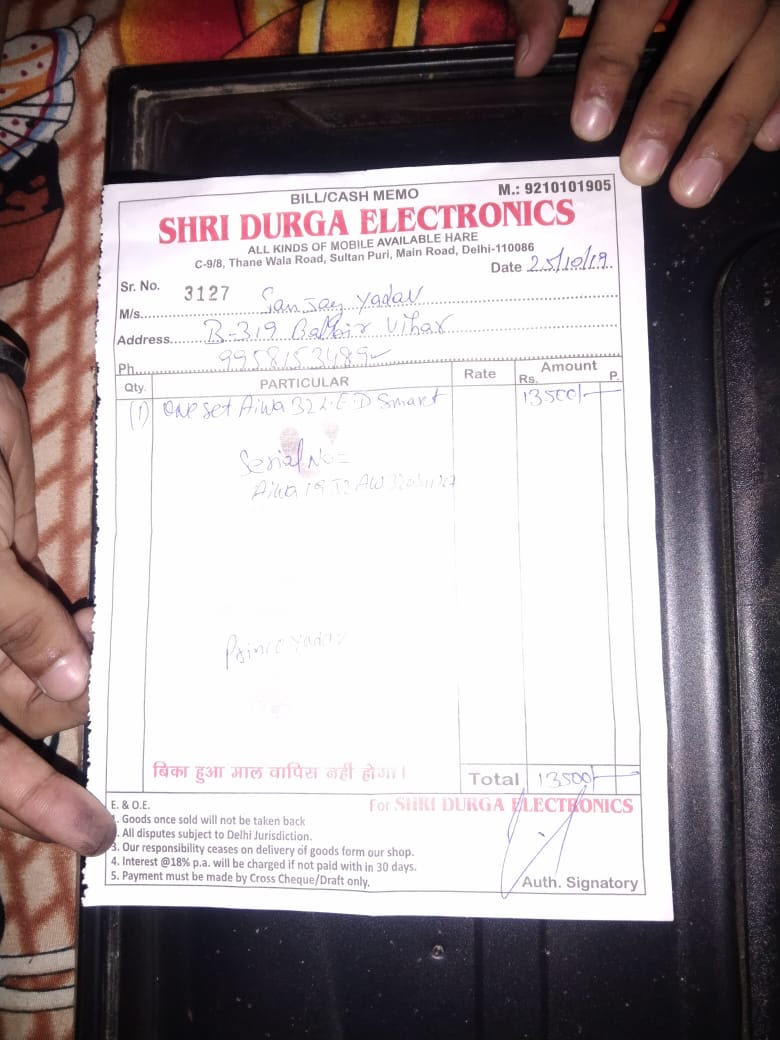 BILL/CASH MEMO
M.: 9210101905
SHRI DURGA ELECTRONICS
ALL KINDS OF MOBILE AVAILABLE HARE
C-9/8, Thane Wala Road, Sultan Puri, Main Road, Delhi-110086
Date 25/10/19
Sr. No. 3127
M/s. Sanjay Yadav
Address B-319 Balbir Vihar
Ph. 9958153489
Qty. PARTICULAR Rate Amount
Rs. P.
(1) One set Aiwa 32 L.E.D Smart 13500/-
Serial No:-
Aiwa
Prince Yadav
बिका हुआ माल वापिस नहीं होगा।
Total 13500/-
E. & O.E.
For SHRI DURGA ELECTRONICS
1. Goods once sold will not be taken back
2. All disputes subject to Delhi Jurisdiction.
3. Our responsibility ceases on delivery of goods form our shop.
4. Interest @18% p.a. will be charged if not paid with in 30 days.
5. Payment must be made by Cross Cheque/Draft only.
Auth. Signatory